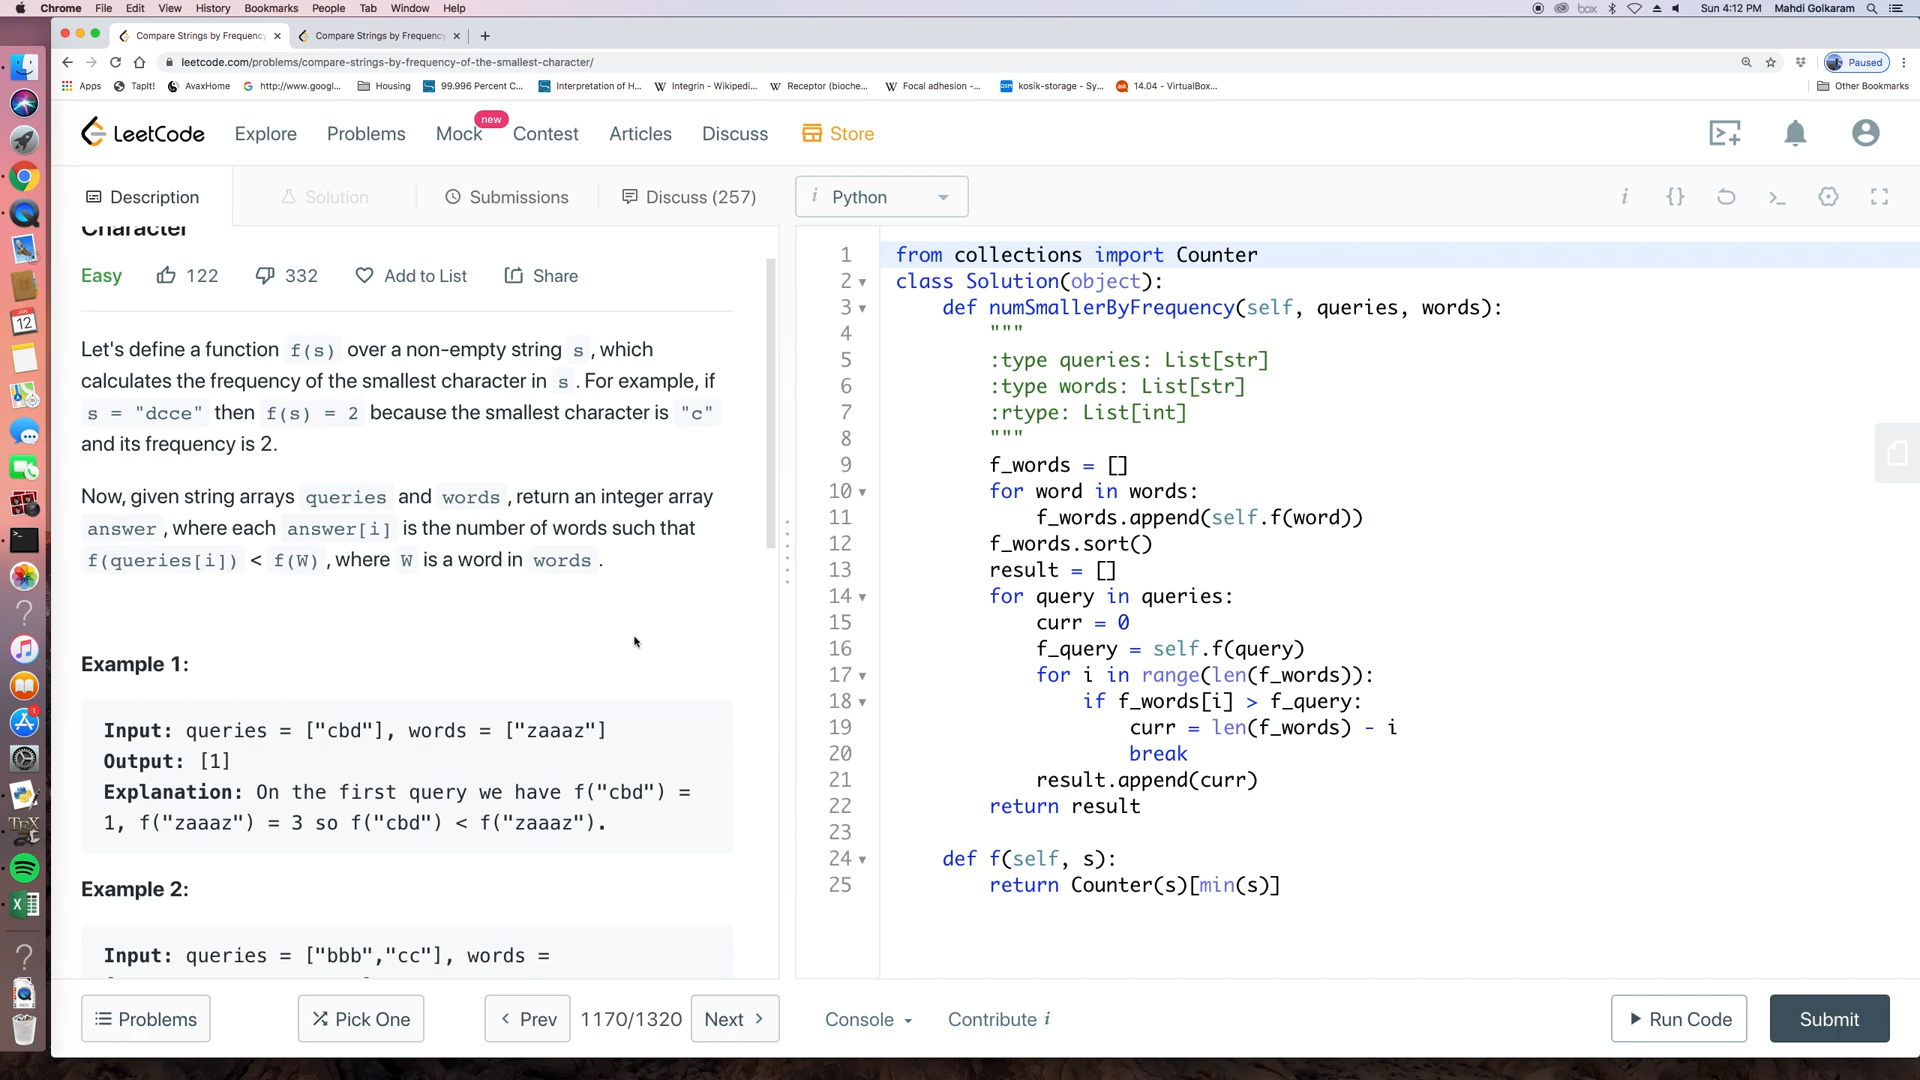 Chrome File Edit View History Bookmarks People Tab Window Help
box Sun 4:12 PM Mahdi Golkaram
Compare Strings by Frequency
Compare Strings by Frequency
leetcode.com/problems/compare-strings-by-frequency-of-the-smallest-character/
Paused
Apps TapIt! AvaxHome http://www.googl... Housing 99.996 Percent C... Interpretation of H... Integrin - Wikipedi... Receptor (bioche... Focal adhesion -... kosik-storage - Sy... 14.04 - VirtualBox... Other Bookmarks
LeetCode Explore Problems Mock new Contest Articles Discuss Store
Description Solution Submissions Discuss (257)
Python
Character
Easy 122 332 Add to List Share
Let's define a function f(s) over a non-empty string s, which
calculates the frequency of the smallest character in s. For example, if
s = "dcce" then f(s) = 2 because the smallest character is "c"
and its frequency is 2.
Now, given string arrays queries and words, return an integer array
answer, where each answer[i] is the number of words such that
f(queries[i]) < f(W), where W is a word in words.
Example 1:
Input: queries = ["cbd"], words = ["zaaaz"]
Output: [1]
Explanation: On the first query we have f("cbd") =
1, f("zaaaz") = 3 so f("cbd") < f("zaaaz").
Example 2:
Input: queries = ["bbb","cc"], words =
1 from collections import Counter
2 class Solution(object):
3 def numSmallerByFrequency(self, queries, words):
4 """
5 :type queries: List[str]
6 :type words: List[str]
7 :rtype: List[int]
8 """
9 f_words = []
10 for word in words:
11 f_words.append(self.f(word))
12 f_words.sort()
13 result = []
14 for query in queries:
15 curr = 0
16 f_query = self.f(query)
17 for i in range(len(f_words)):
18 if f_words[i] > f_query:
19 curr = len(f_words) - i
20 break
21 result.append(curr)
22 return result
23
24 def f(self, s):
25 return Counter(s)[min(s)]
Problems Pick One Prev 1170/1320 Next Console Contribute i Run Code Submit
JAN
12
1
TEX